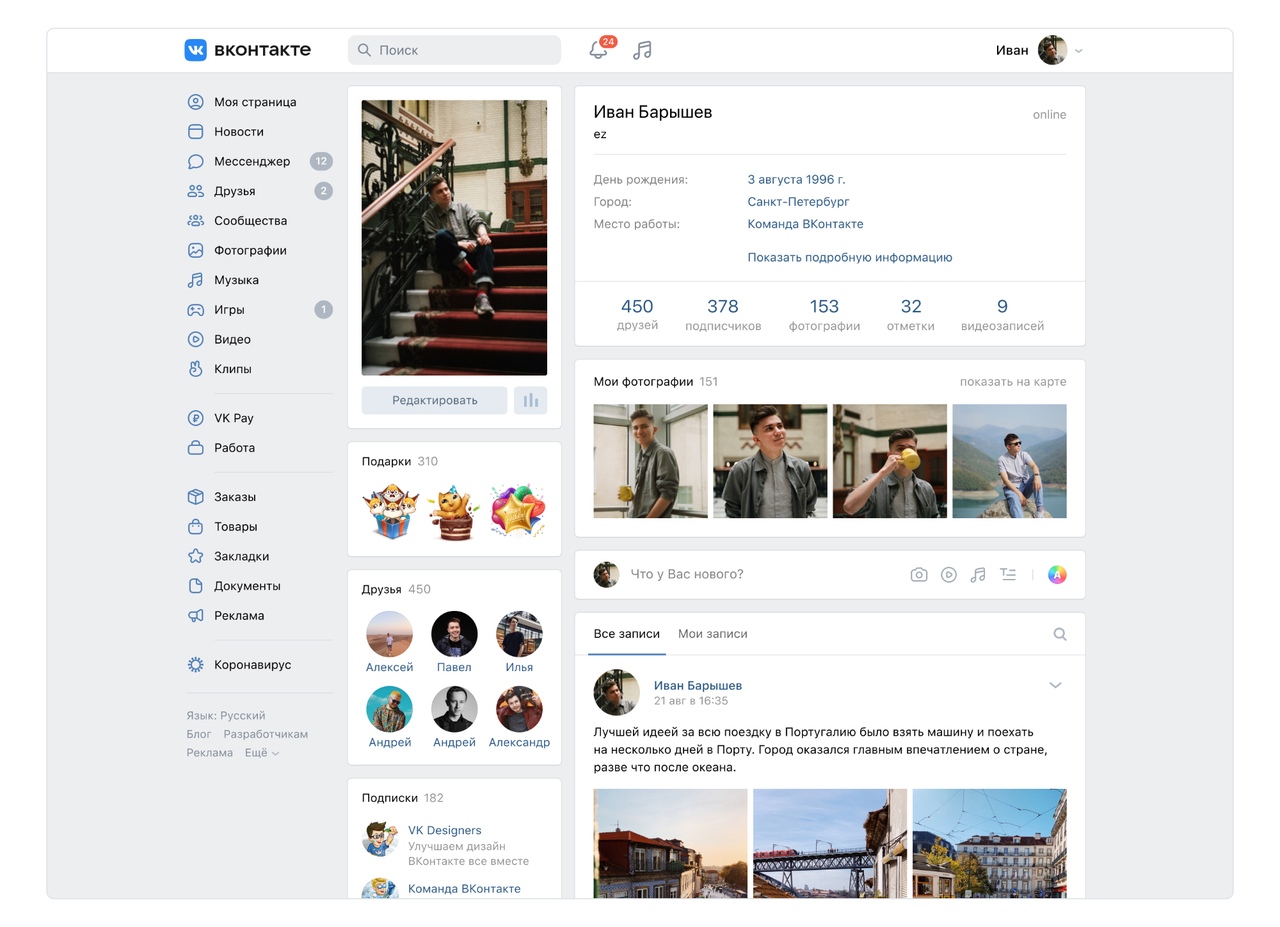 вконтакте
Поиск
24
Иван
Моя страница
Новости
Мессенджер 12
Друзья 2
Сообщества
Фотографии
Музыка
Игры 1
Видео
Клипы
VK Pay
Работа
Заказы
Товары
Закладки
Документы
Реклама
Коронавирус
Язык: Русский
Блог Разработчикам
Реклама Ещё
Редактировать
Подарки 310
Друзья 450
Алексей Павел Илья
Андрей Андрей Александр
Подписки 182
VK Designers
Улучшаем дизайн
ВКонтакте все вместе
Команда ВКонтакте
Иван Барышев online
ez
День рождения: 3 августа 1996 г.
Город: Санкт-Петербург
Место работы: Команда ВКонтакте
Показать подробную информацию
450 378 153 32 9
друзей подписчиков фотографии отметки видеозаписей
Мои фотографии 151 показать на карте
Что у Вас нового?
A
Все записи Мои записи
Иван Барышев
21 авг в 16:35
Лучшей идеей за всю поездку в Португалию было взять машину и поехать
на несколько дней в Порту. Город оказался главным впечатлением о стране,
разве что после океана.